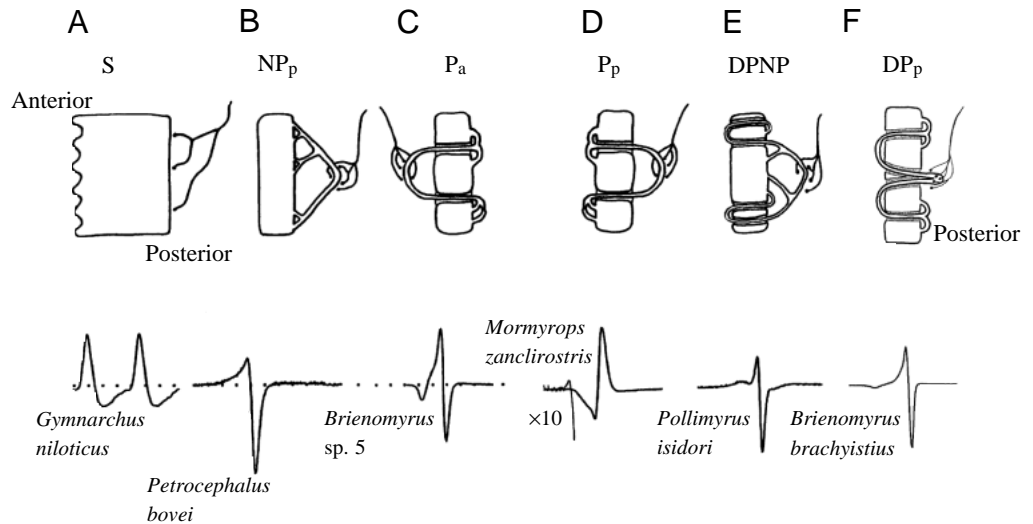 A B C D E F
S NPp Pa Pp DPNP DPp
Anterior
Posterior
Posterior
Mormyrops
zanclirostris
×10
Gymnarchus
niloticus
Petrocephalus
bovei
Brienomyrus
sp. 5
Pollimyrus
isidori
Brienomyrus
brachyistius